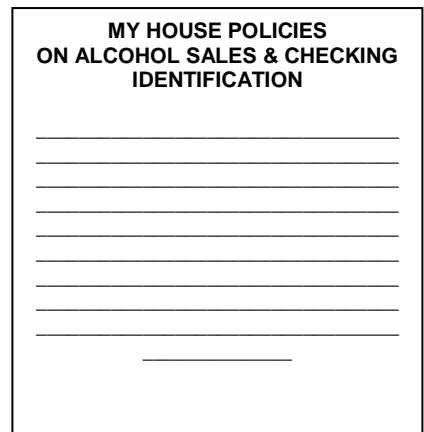 MY HOUSE POLICIES
ON ALCOHOL SALES & CHECKING
IDENTIFICATION